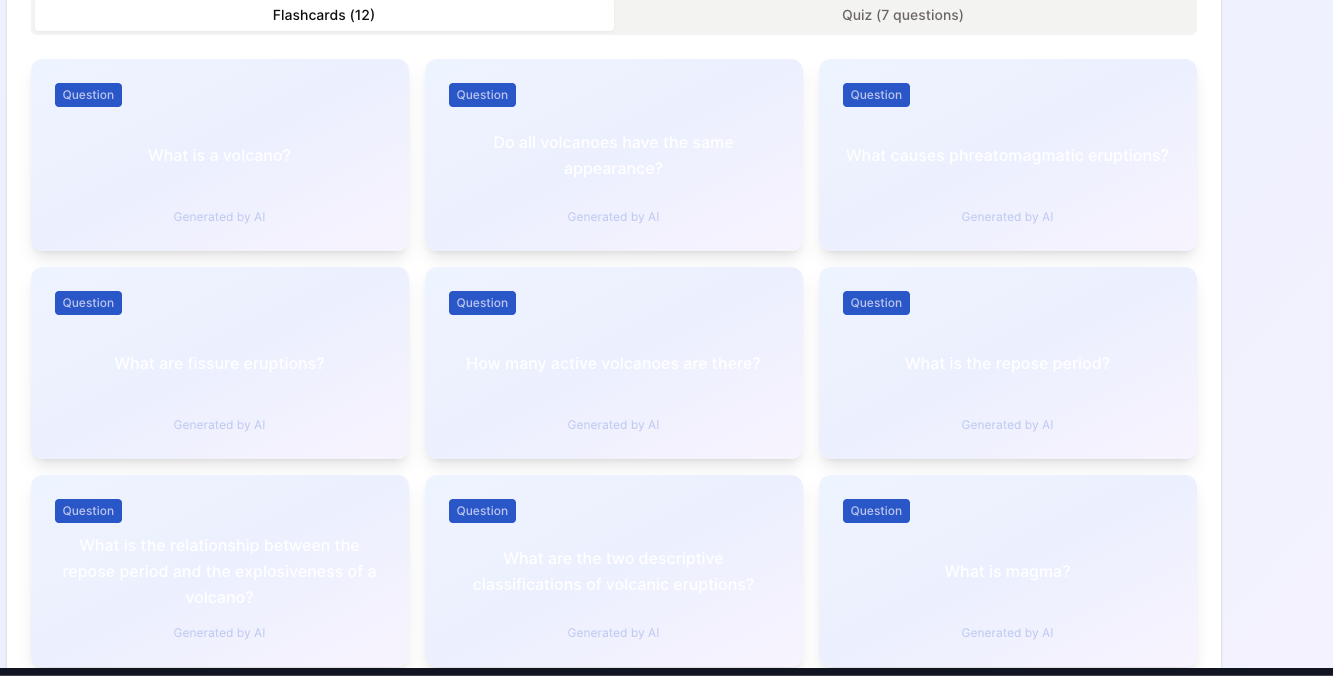 Flashcards (12)
Quiz (7 questions)
Question
Question
Question
What is a volcano?
Do all volcanoes have the same
appearance?
What causes phreatomagmatic eruptions?
Generated by AI
Generated by AI
Generated by AI
Question
Question
Question
What are fissure eruptions?
How many active volcanoes are there?
What is the repose period?
Generated by AI
Generated by AI
Generated by AI
Question
Question
Question
What is the relationship between the
repose period and the explosiveness of a
volcano?
What are the two descriptive
classifications of volcanic eruptions?
What is magma?
Generated by AI
Generated by AI
Generated by AI